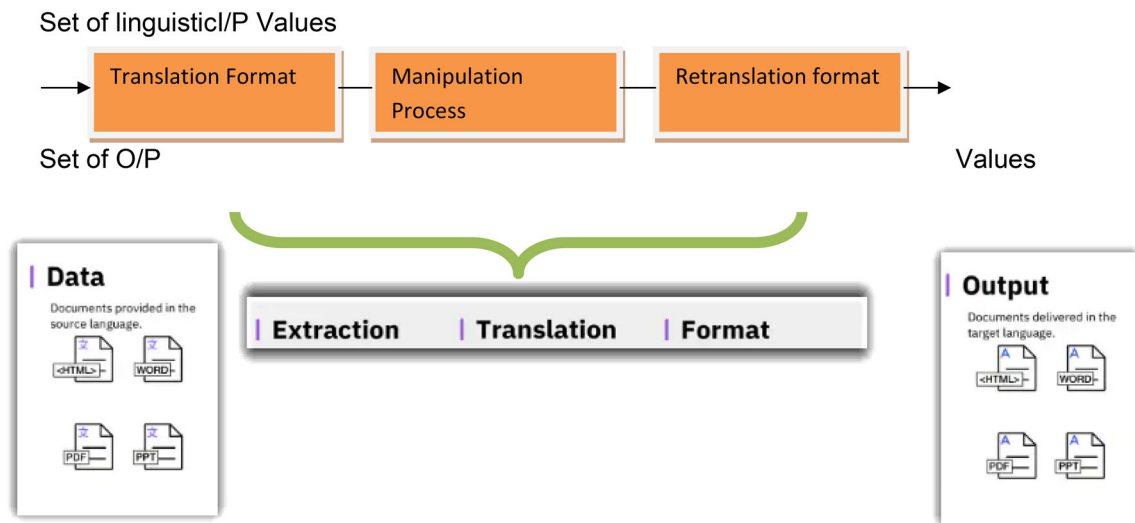 Set of linguisticI/P Values
Translation Format
Manipulation
Process
Retranslation format
Set of O/P
Values
Data
Documents provided in the
source language.
文
文
<HTML>
WORD
文
文
PDF
PPT
Extraction
Translation
Format
Output
Documents delivered in the
target language.
A
A
<HTML>
WORD
A
A
PDF
PPT